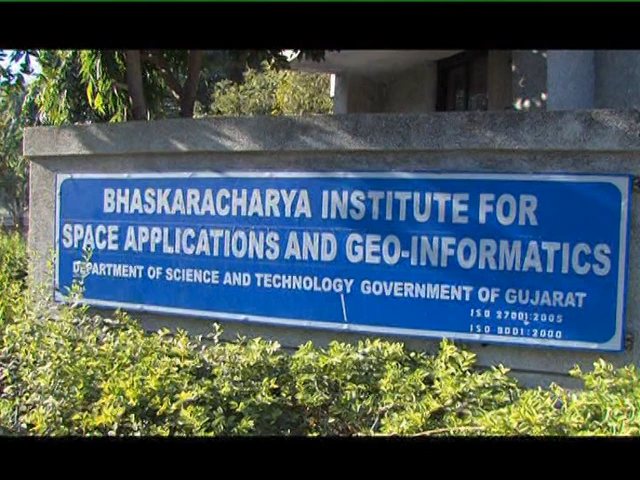 BHASKARACHARYA INSTITUTE FOR
SPACE APPLICATIONS AND GEO-INFORMATICS
DEPARTMENT OF SCIENCE AND TECHNOLOGY GOVERNMENT OF GUJARAT
ISO 27001:2005
ISO 9001:2000